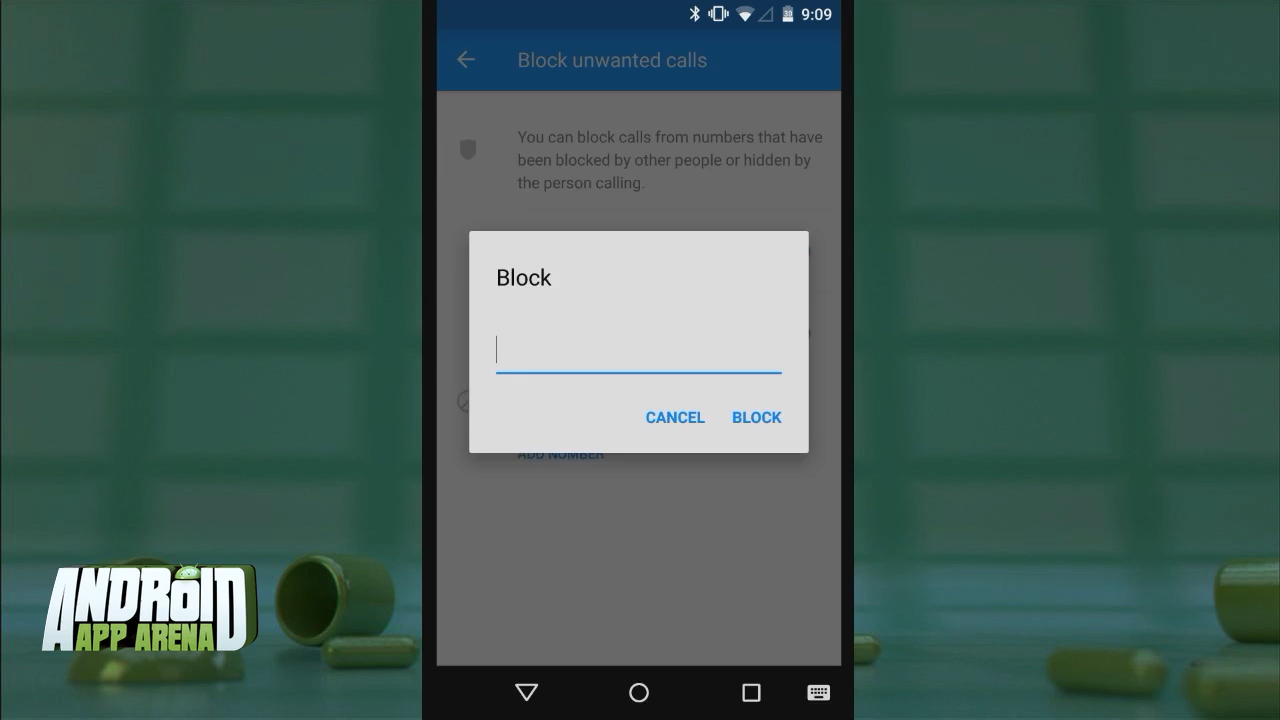 9:09
Block unwanted calls
You can block calls from numbers that have
been blocked by other people or hidden by
the person calling.
Block
CANCEL BLOCK
ADD NUMBER
ANDROID
APP ARENA